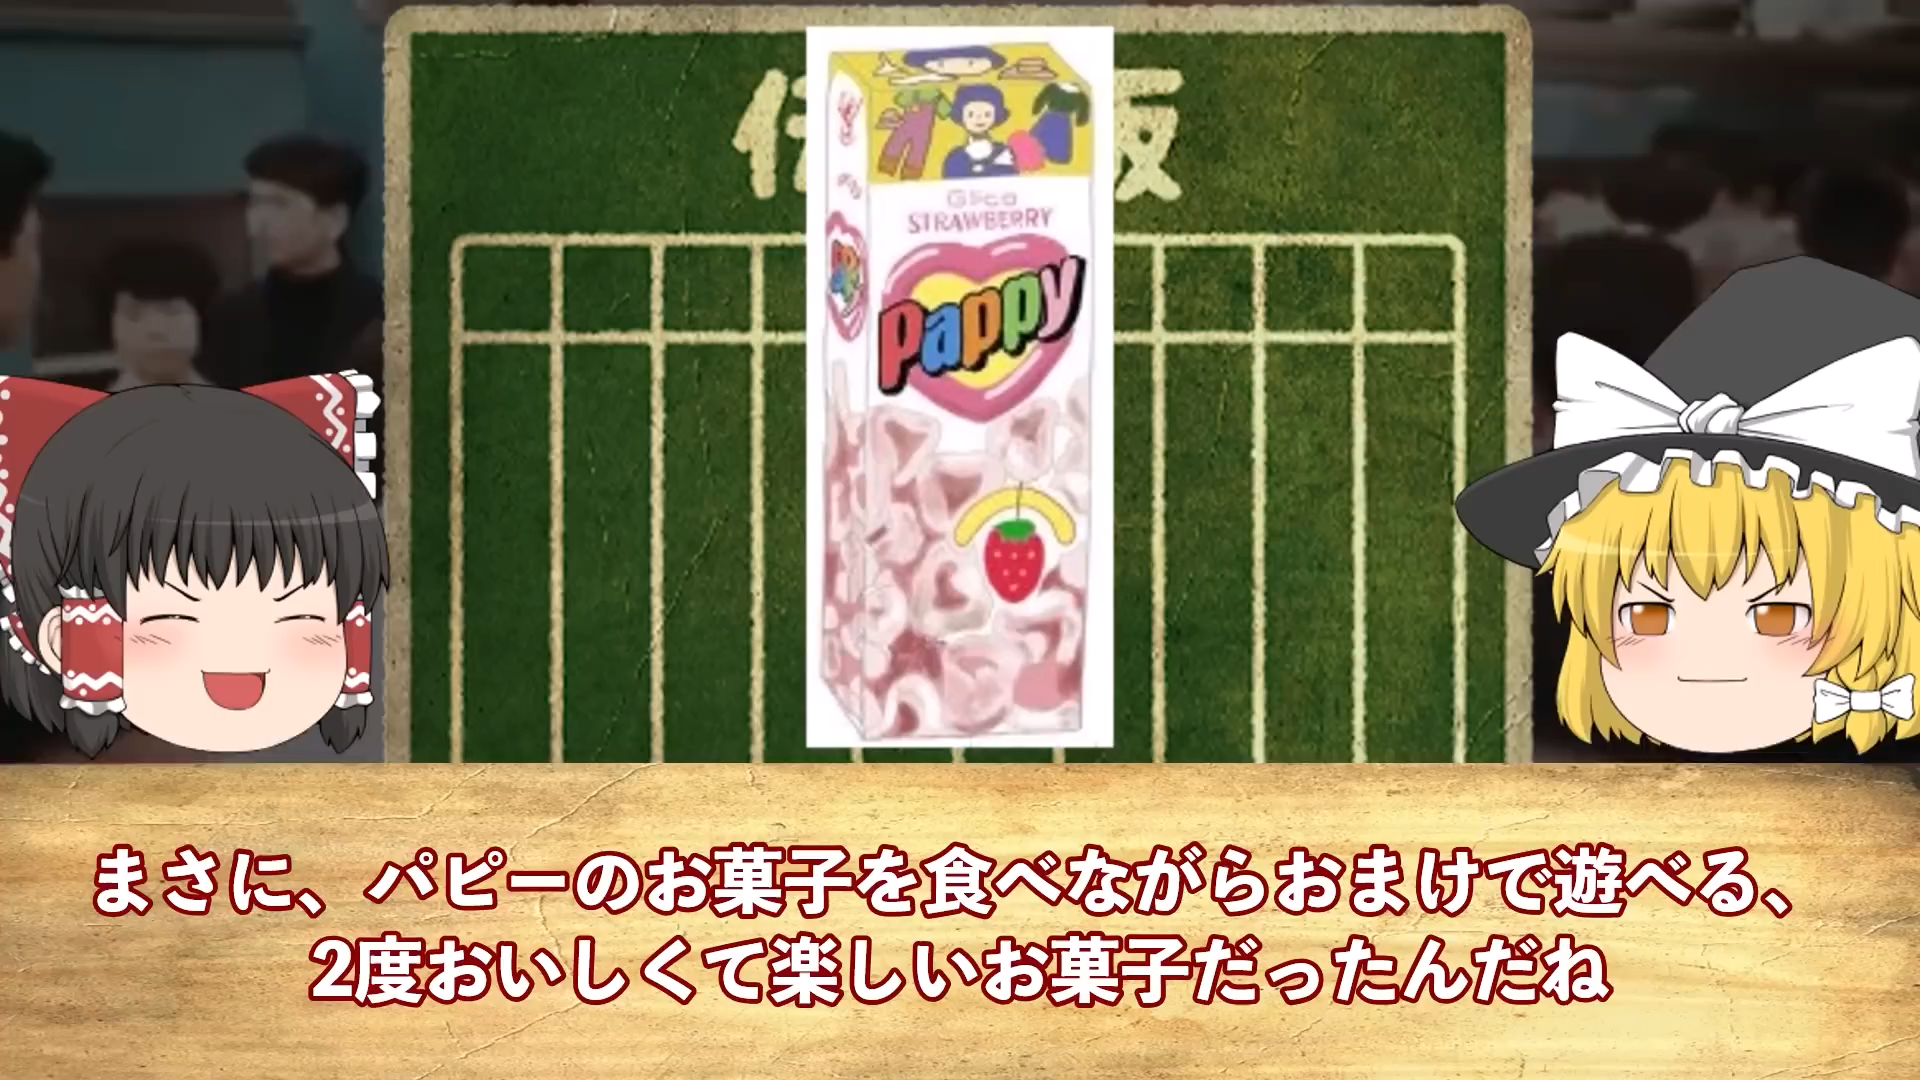 伝 板
Glico
STRAWBERRY
Pappy
まさに、パピーのお菓子を食べながらおまけで遊べる、
2度おいしくて楽しいお菓子だったんだね